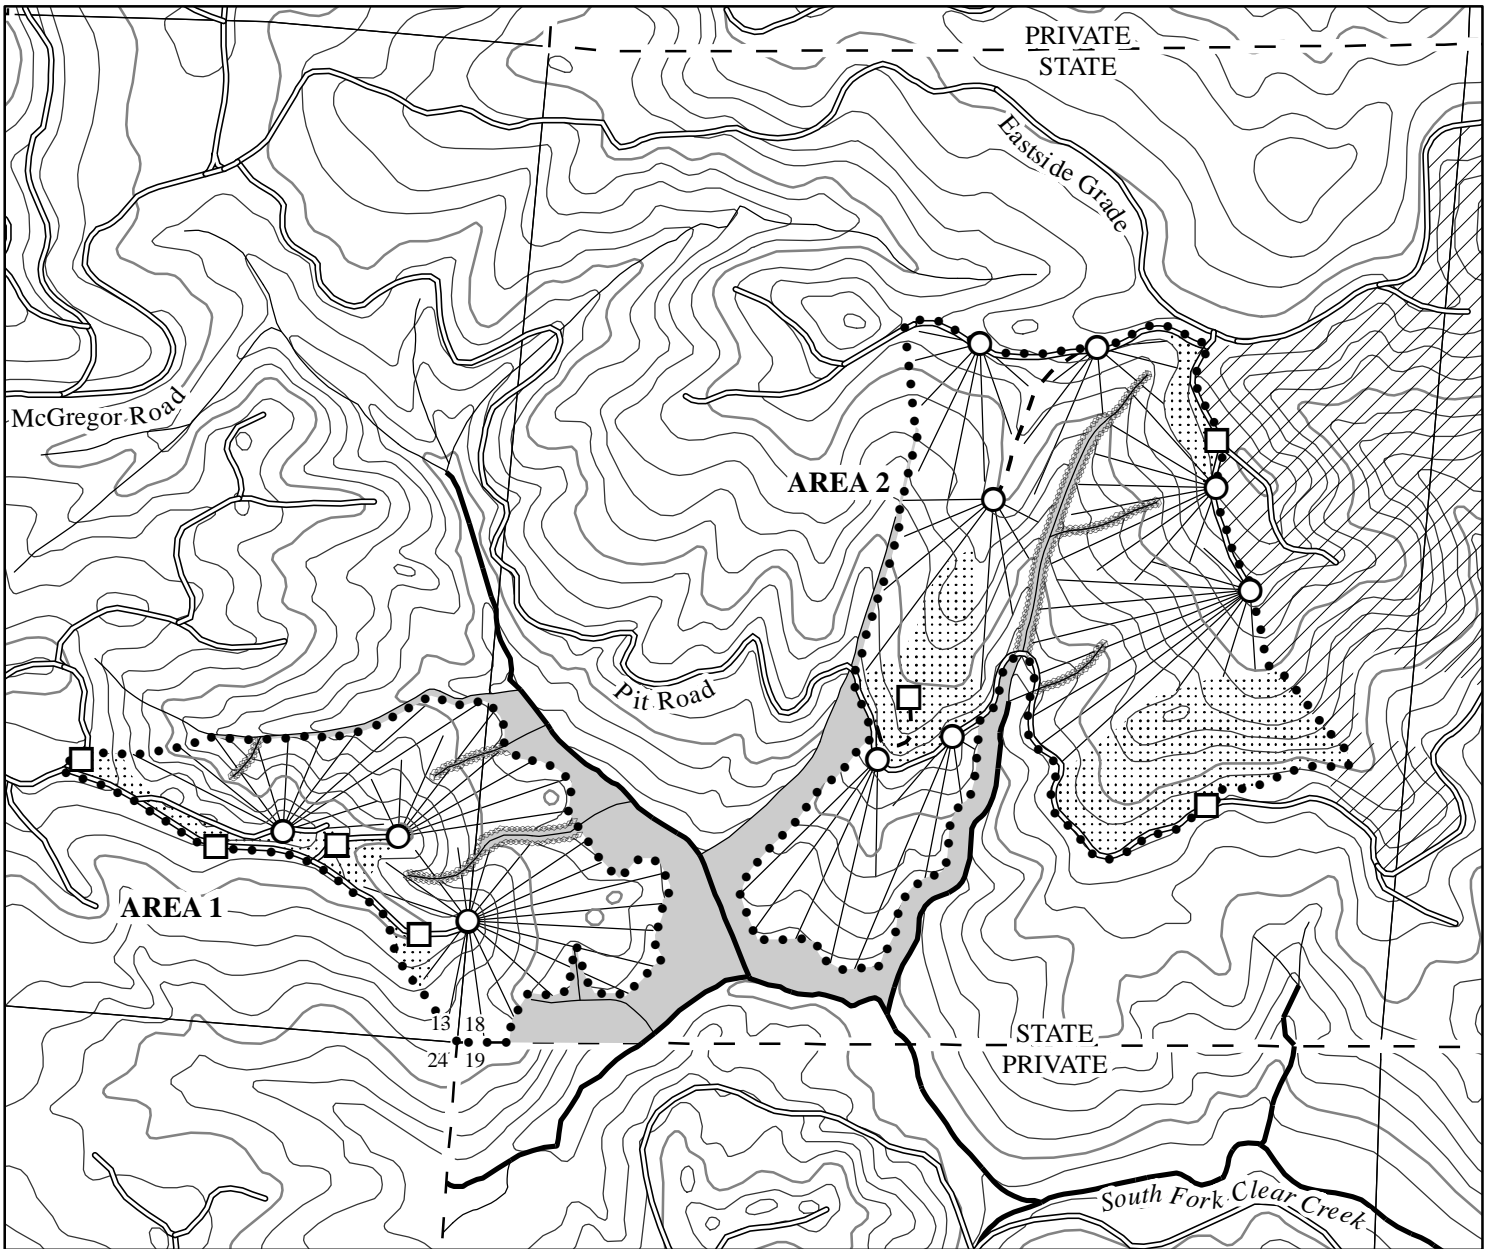 PRIVATE
STATE
Eastside Grade
McGregor Road
AREA 2
Pit Road
AREA 1
13 18
24 19
STATE
PRIVATE
South Fork Clear Creek